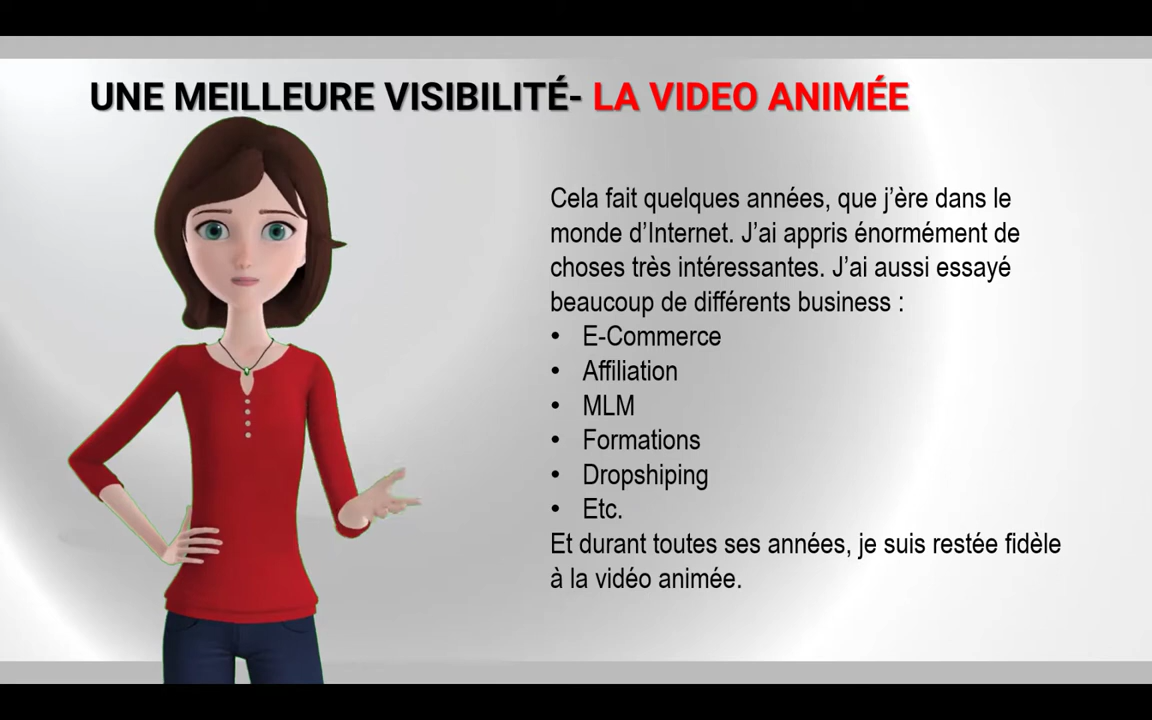 UNE MEILLEURE VISIBILITÉ- LA VIDEO ANIMÉE
Cela fait quelques années, que j’ère dans le
monde d’Internet. J’ai appris énormément de
choses très intéressantes. J’ai aussi essayé
beaucoup de différents business :
• E-Commerce
• Affiliation
• MLM
• Formations
• Dropshiping
• Etc.
Et durant toutes ses années, je suis restée fidèle
à la vidéo animée.